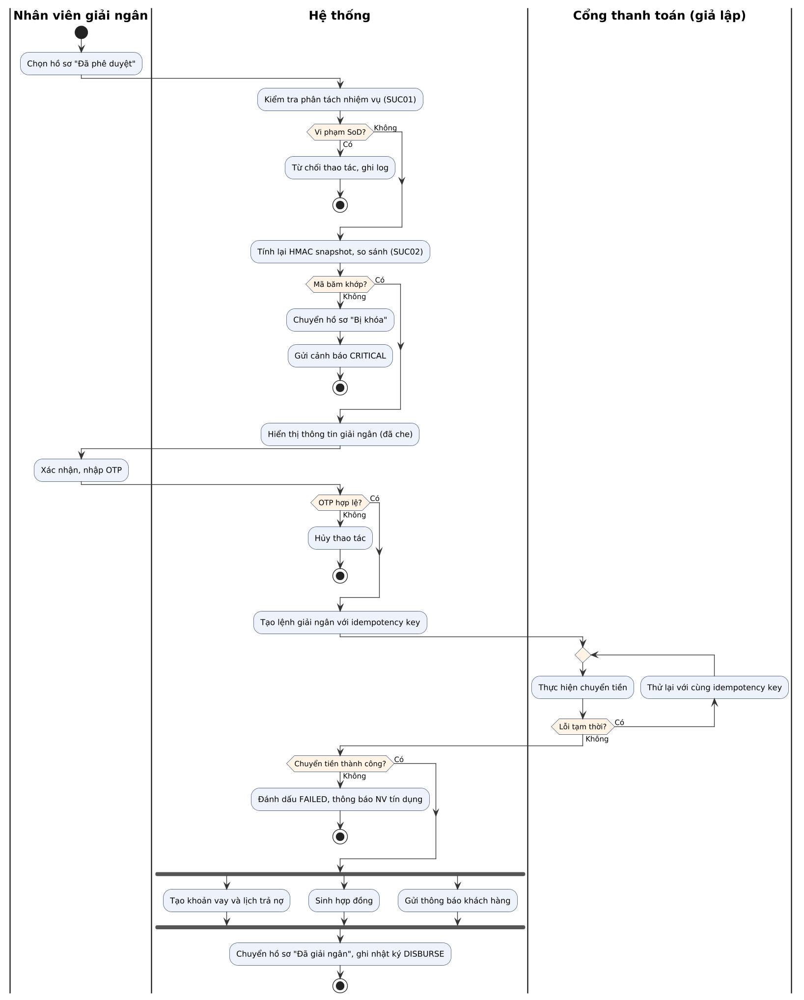 Nhân viên giải ngân
Hệ thống
Cổng thanh toán (giả lập)
Chọn hồ sơ "Đã phê duyệt"
Kiểm tra phân tách nhiệm vụ (SUC01)
Vi phạm SoD?
Không
Có
Từ chối thao tác, ghi log
Tính lại HMAC snapshot, so sánh (SUC02)
Mã băm khớp?
Có
Không
Chuyển hồ sơ "Bị khóa"
Gửi cảnh báo CRITICAL
Hiển thị thông tin giải ngân (đã che)
Xác nhận, nhập OTP
OTP hợp lệ?
Có
Không
Hủy thao tác
Tạo lệnh giải ngân với idempotency key
Thực hiện chuyển tiền
Thử lại với cùng idempotency key
Lỗi tạm thời?
Có
Không
Chuyển tiền thành công?
Có
Không
Đánh dấu FAILED, thông báo NV tín dụng
Tạo khoản vay và lịch trả nợ
Sinh hợp đồng
Gửi thông báo khách hàng
Chuyển hồ sơ "Đã giải ngân", ghi nhật ký DISBURSE